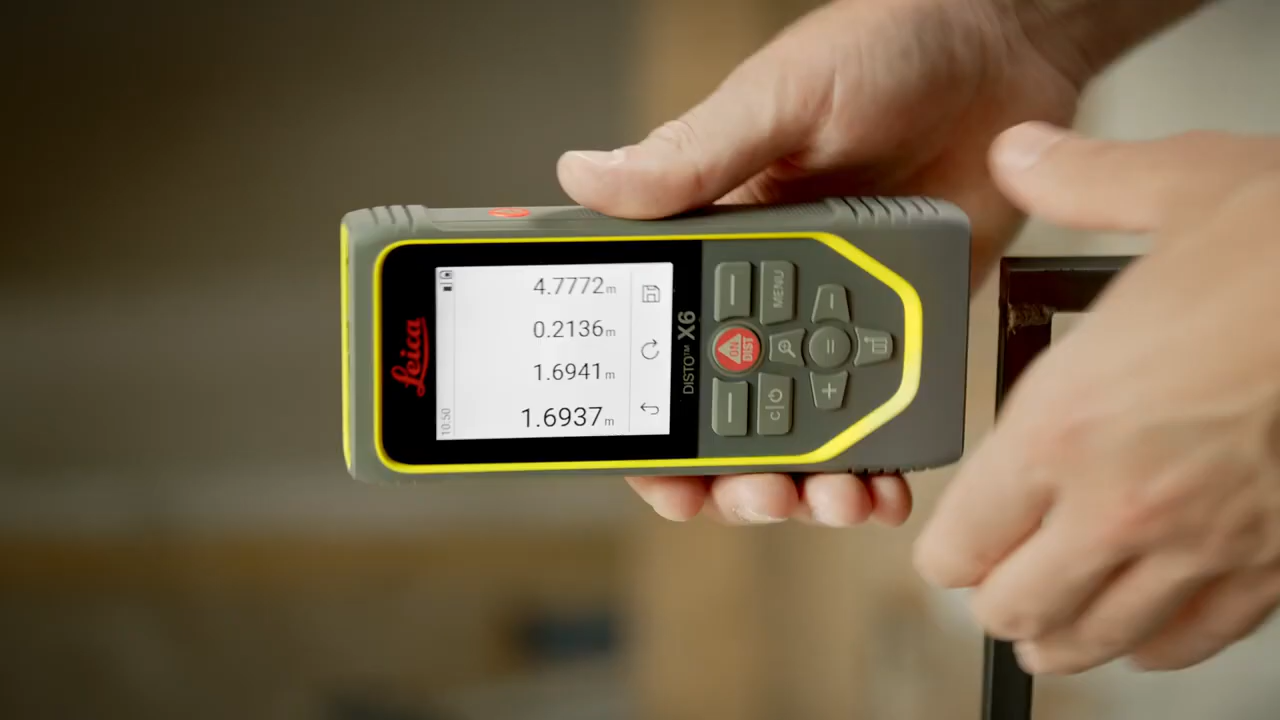 Leica
10:50
4.7772m
0.2136m
1.6941m
1.6937m
DISTO™ X6
MENU
ON
DIST
C